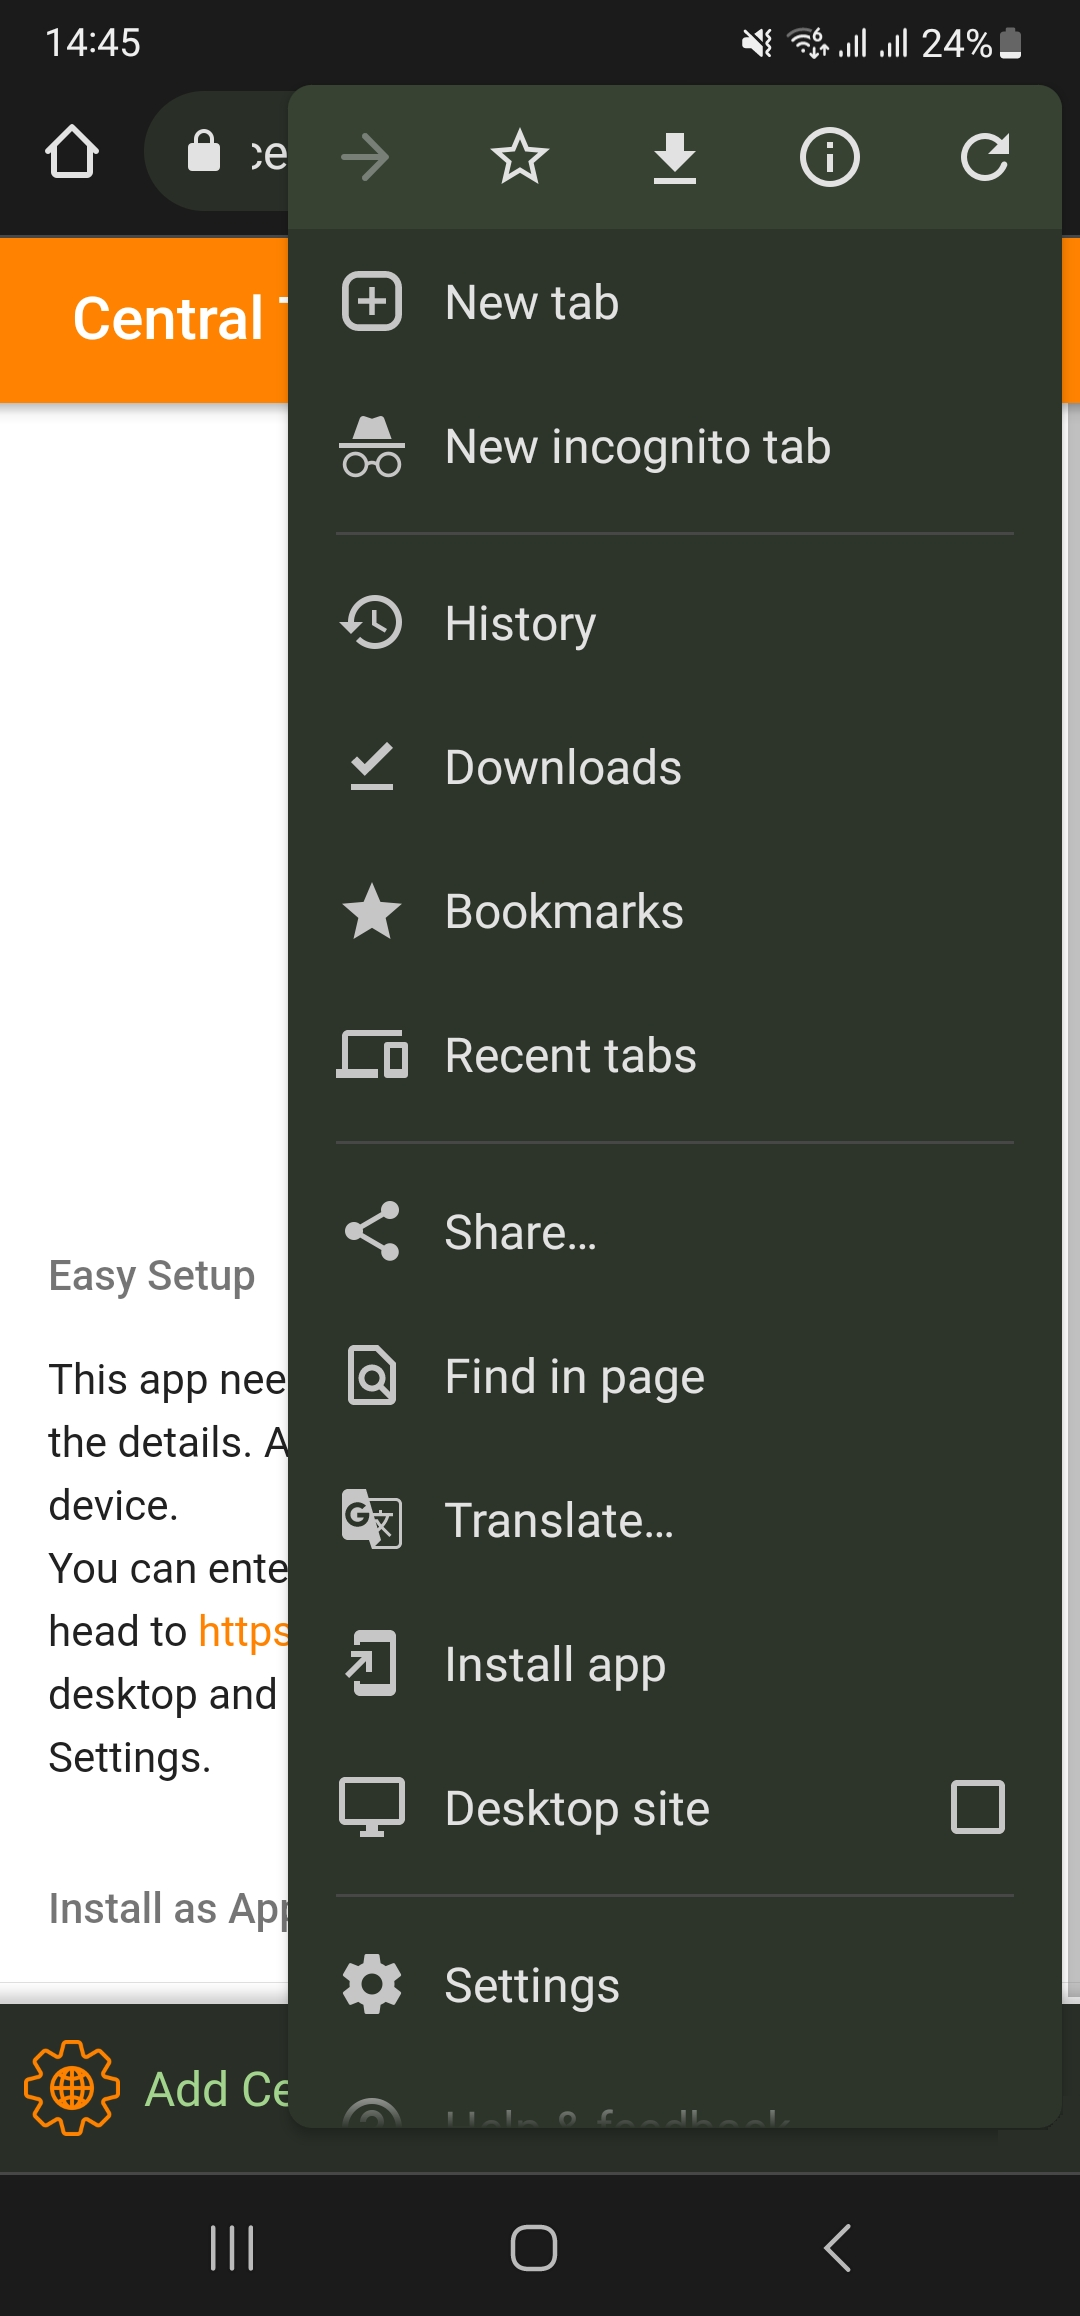 14:45
24%
ce
Central
New tab
New incognito tab
History
Downloads
Bookmarks
Recent tabs
Share...
Find in page
Translate...
Install app
Desktop site
Settings
Help & feedback
Easy Setup
This app nee
the details. A
device.
You can ente
head to https
desktop and
Settings.
Install as App
Add Ce